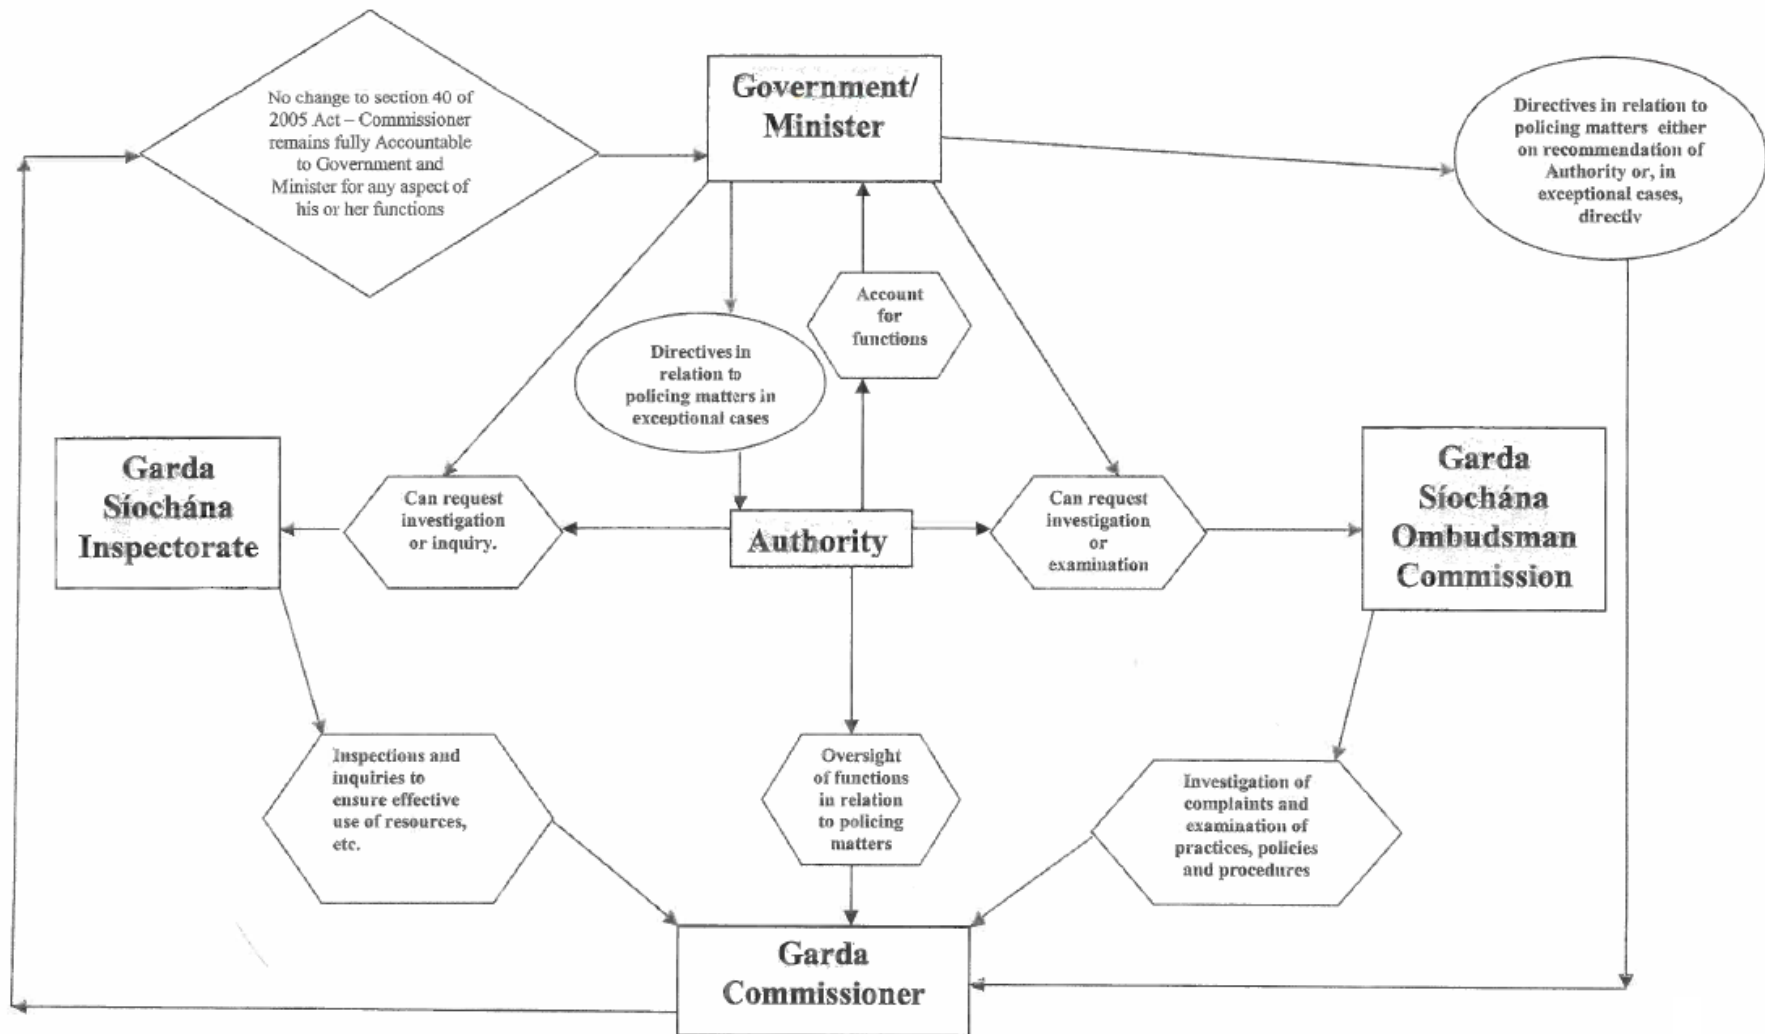 No change to section 40 of
2005 Act – Commissioner
remains fully Accountable
to Government and
Minister for any aspect of
his or her functions
Government/
Minister
Directives in relation to
policing matters either
on recommendation of
Authority or, in
exceptional cases,
directly
Account
for
functions
Directives in
relation to
policing matters in
exceptional cases
Garda
Síochána
Inspectorate
Can request
investigation
or inquiry.
Authority
Can request
investigation
or
examination
Garda
Síochána
Ombudsman
Commission
Inspections and
inquiries to
ensure effective
use of resources,
etc.
Oversight
of functions
in relation
to policing
matters
Investigation of
complaints and
examination of
practices, policies
and procedures
Garda
Commissioner